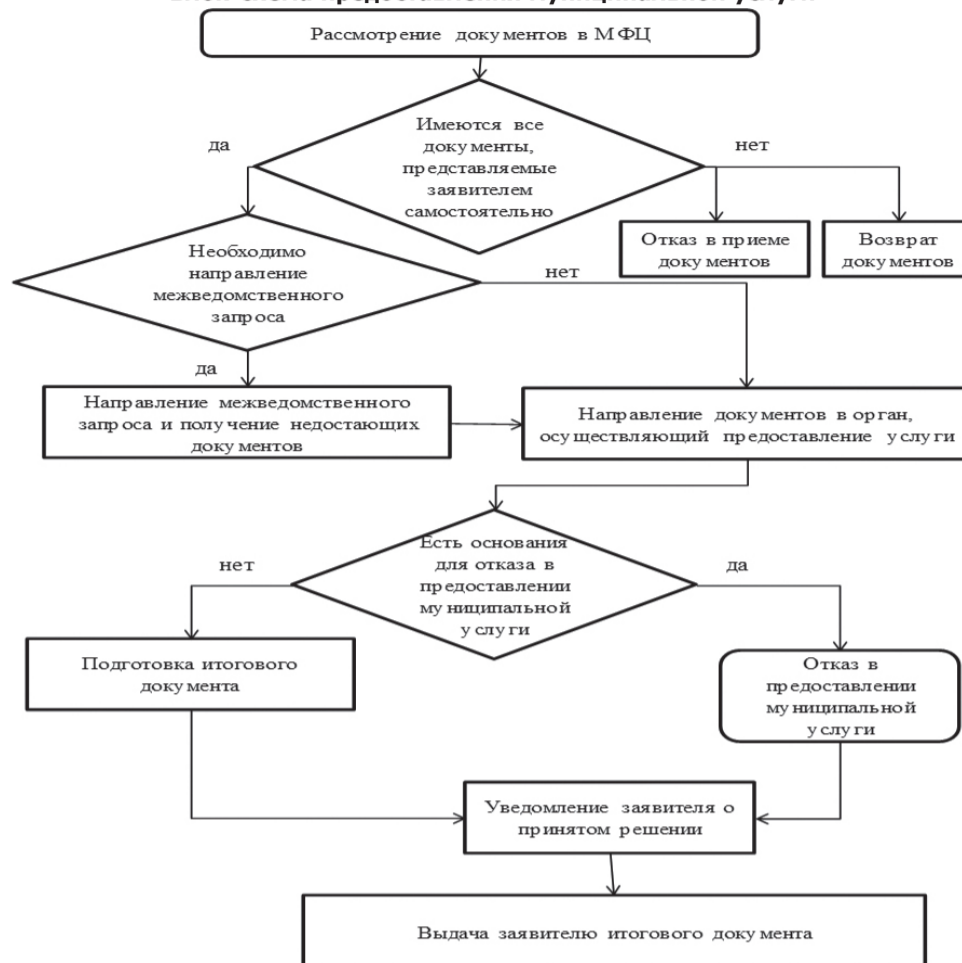 Рассмотрение документов в МФЦ
Имеются все
документы,
представляемые
заявителем
самостоятельно
да
нет
Отказ в приеме
документов
Возврат
документов
Необходимо
направление
межведомственного
запроса
нет
да
Направление межведомственного
запроса и получение недостающих
документов
Направление документов в орган,
осуществляющий предоставление услуги
Есть основания
для отказа в
предоставлении
муниципальной
услуги
нет
да
Подготовка итогового
документа
Отказ в
предоставлении
муниципальной
услуги
Уведомление заявителя о
принятом решении
Выдача заявителю итогового документа